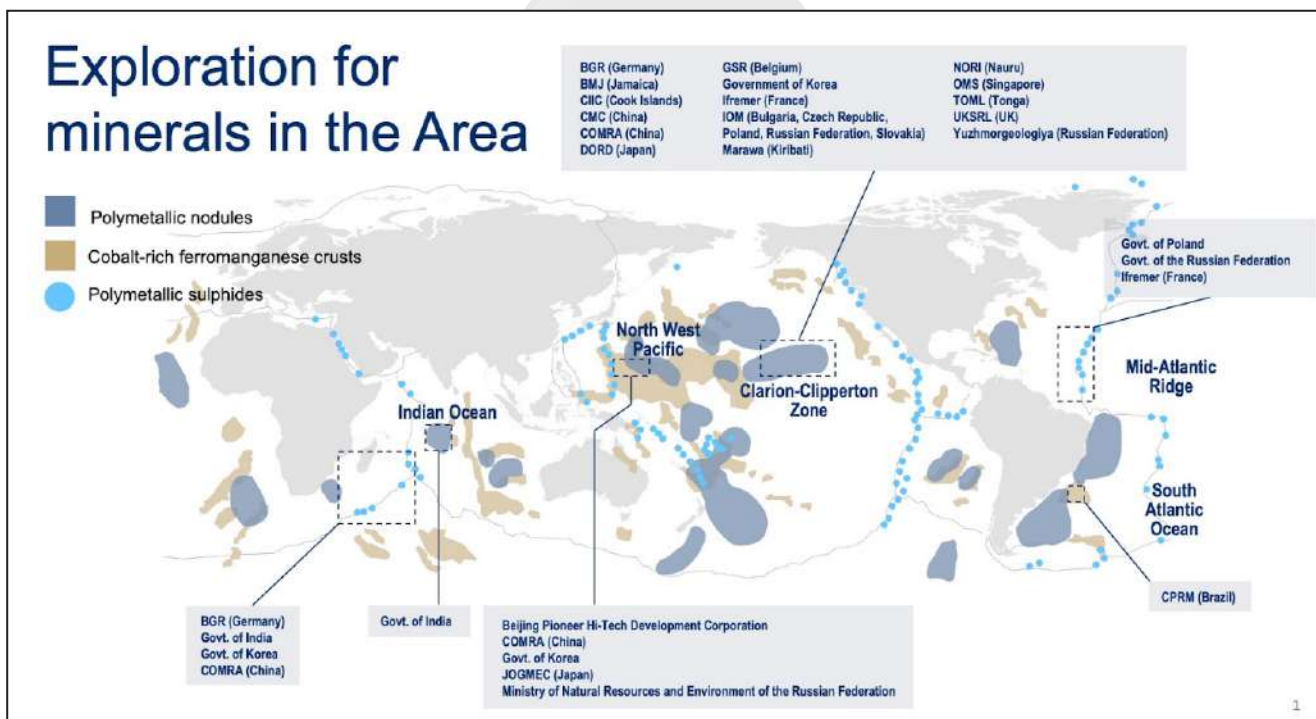 Exploration for
minerals in the Area
BGR (Germany)
BMJ (Jamaica)
CIIC (Cook Islands)
CMC (China)
COMRA (China)
DORD (Japan)
GSR (Belgium)
Government of Korea
Ifremer (France)
IOM (Bulgaria, Czech Republic,
Poland, Russian Federation, Slovakia)
Marawa (Kiribati)
NORI (Nauru)
OMS (Singapore)
TOML (Tonga)
UKSRL (UK)
Yuzhmorgeologiya (Russian Federation)
Polymetallic nodules
Cobalt-rich ferromanganese crusts
Polymetallic sulphides
Govt. of Poland
Govt. of the Russian Federation
Ifremer (France)
North West
Pacific
Clarion-Clipperton
Zone
Mid-Atlantic
Ridge
Indian Ocean
South
Atlantic
Ocean
BGR (Germany)
Govt. of India
Govt. of Korea
COMRA (China)
Govt. of India
Beijing Pioneer Hi-Tech Development Corporation
COMRA (China)
Govt. of Korea
JOGMEC (Japan)
Ministry of Natural Resources and Environment of the Russian Federation
CPRM (Brazil)
1